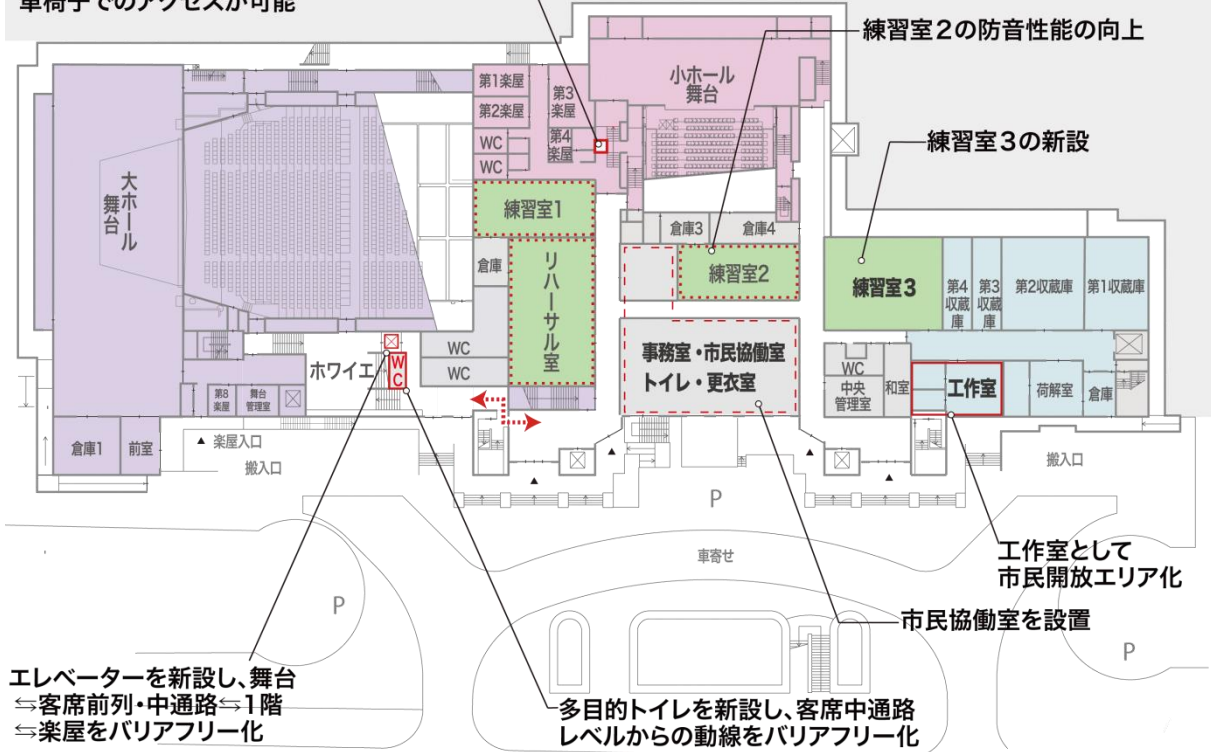 車椅子でのアクセスが可能
練習室２の防音性能の向上
練習室３の新設
第1楽屋
第2楽屋
第3
楽屋
第4
楽屋
WC
WC
小ホール
舞台
大ホール
舞台
練習室1
倉庫
リハーサル室
倉庫3
倉庫4
練習室2
練習室3
第4
収蔵庫
第3
収蔵庫
第2収蔵庫
第1収蔵庫
ホワイエ
WC
WC
WC
事務室・市民協働室
トイレ・更衣室
WC
中央
管理室
和室
工作室
荷解室
倉庫
第8
楽屋
舞台
管理室
倉庫1
前室
▲ 楽屋入口
搬入口
搬入口
P
車寄せ
P
P
工作室として
市民開放エリア化
市民協働室を設置
エレベーターを新設し、舞台
⇆客席前列・中通路⇆1階
⇆楽屋をバリアフリー化
多目的トイレを新設し、客席中通路
レベルからの動線をバリアフリー化